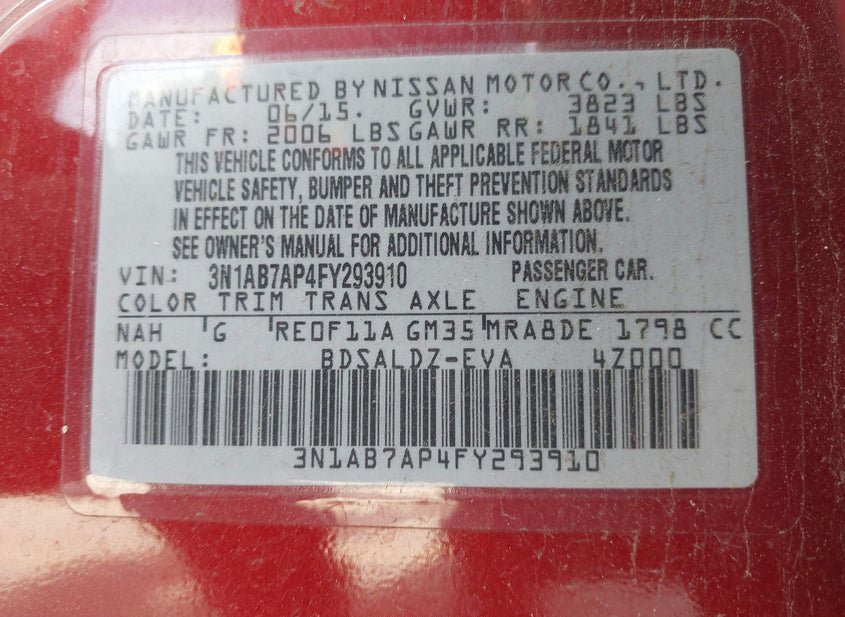 MANUFACTURED BY NISSAN MOTOR CO., LTD.
DATE: 06/15. GVWR: 3823 LBS
GAWR FR: 2006 LBS GAWR RR: 1841 LBS
THIS VEHICLE CONFORMS TO ALL APPLICABLE FEDERAL MOTOR
VEHICLE SAFETY, BUMPER AND THEFT PREVENTION STANDARDS
IN EFFECT ON THE DATE OF MANUFACTURE SHOWN ABOVE.
SEE OWNER'S MANUAL FOR ADDITIONAL INFORMATION.
VIN: 3N1AB7AP4FY293910 PASSENGER CAR.
COLOR TRIM TRANS AXLE ENGINE
NAH G RE0F11A GM35 MRA8DE 1798 CC
MODEL: BDSALDZ-EVA 4Z000
3N1AB7AP4FY293910